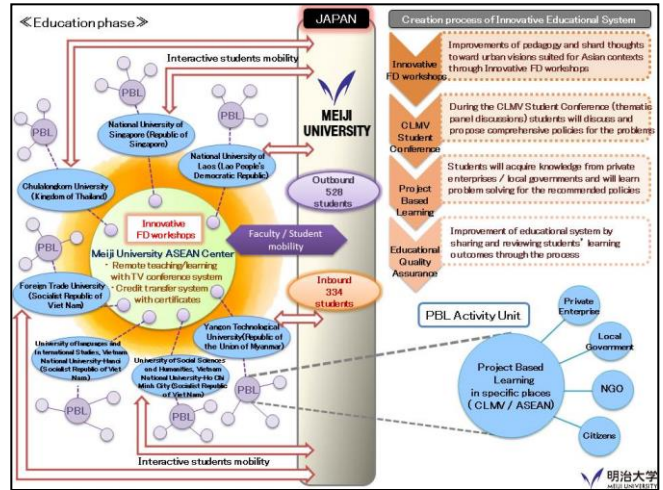 ≪Education phase≫
JAPAN
Creation process of Innovative Educational System
Interactive students mobility
PBL
PBL
PBL
National University of
Singapore (Republic of
Singapore)
National University of
Laos (Lao People's
Democratic Republic)
Chulalongkorn University
(Kingdom of Thailand)
MEIJI
UNIVERSITY
Outbound
528
students
Innovative
FD workshops
Meiji University ASEAN Center
・Remote teaching/learning
with TV conference system
・Credit transfer system
with certificates
Faculty / Student
mobility
PBL
Foreign Trade University
(Socialist Republic of
Viet Nam)
Inbound
334
students
Yangon Technological
University(Republic of
the Union of Myanmar)
University of languages and
International Studies, Vietnam
National University-Hanoi
(Socialist Republic of Viet
Nam)
University of Social Sciences
and Humanities, Vietnam
National University-Ho Chi
Minh City (Socialist Republic
of Viet Nam)
PBL
PBL
PBL
Interactive students mobility
Innovative
FD workshops
Improvements of pedagogy and shard thoughts
toward urban visions suited for Asian contexts
through Innovative FD workshops
CLMV
Student
Conference
During the CLMV Student Conference (thematic
panel discussions) students will discuss and
propose comprehensive policies for the problems
Project
Based
Learning
Students will acquire knowledge from private
enterprises / local governments and will learn
problem solving for the recommended policies
Educational
Quality
Assurance
Improvement of educational system by
sharing and reviewing students' learning
outcomes through the process
PBL Activity Unit
Private
Enterprise
Local
Government
Project Based
Learning
in specific places
( CLMV / ASEAN)
NGO
Citizens
明治大学
MEIJI UNIVERSITY